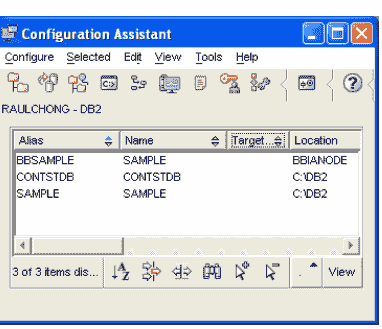 Configuration Assistant
Configure Selected Edit View Tools Help
RAULCHONG - DB2
Alias Name Target... Location
BBSAMPLE SAMPLE BBIANODE
CONTSTDB CONTSTDB C:\DB2
SAMPLE SAMPLE C:\DB2
3 of 3 items dis... View